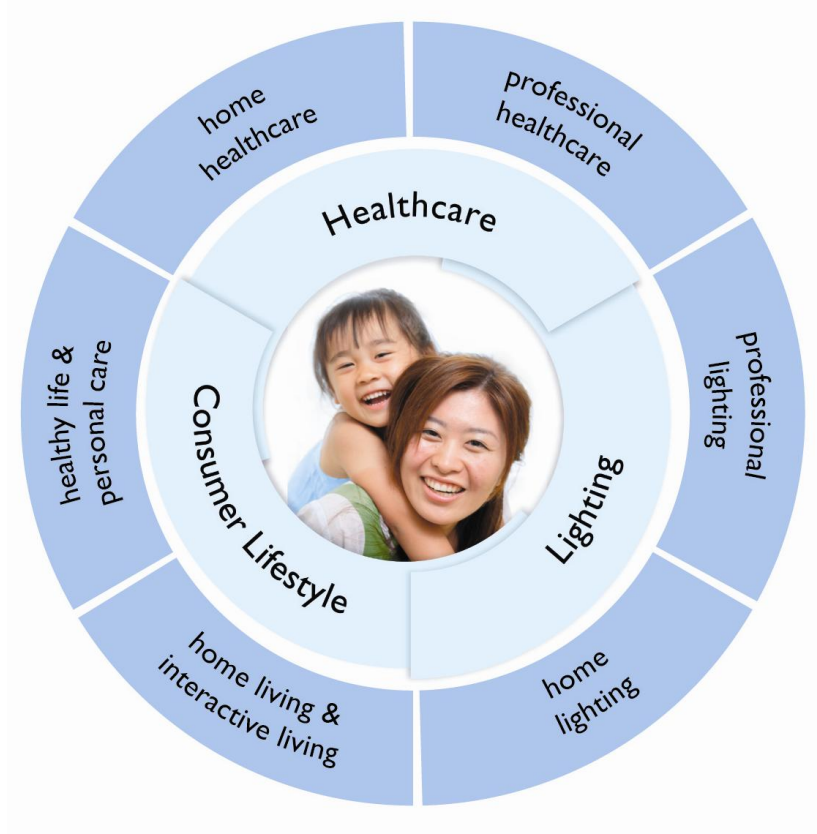 home
healthcare
professional
healthcare
Healthcare
healthy life &
personal care
professional
lighting
Consumer Lifestyle
Lighting
home living &
interactive living
home
lighting